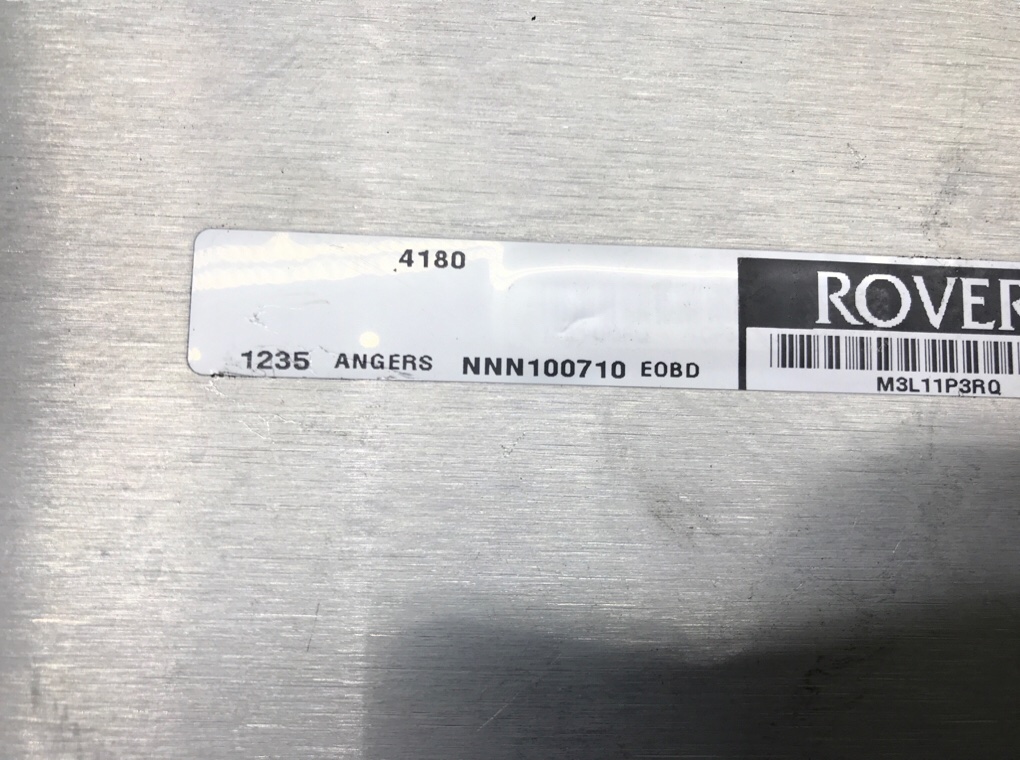 4180
1235 ANGERS NNN100710 EOBD
ROVER
M3L11P3RQ